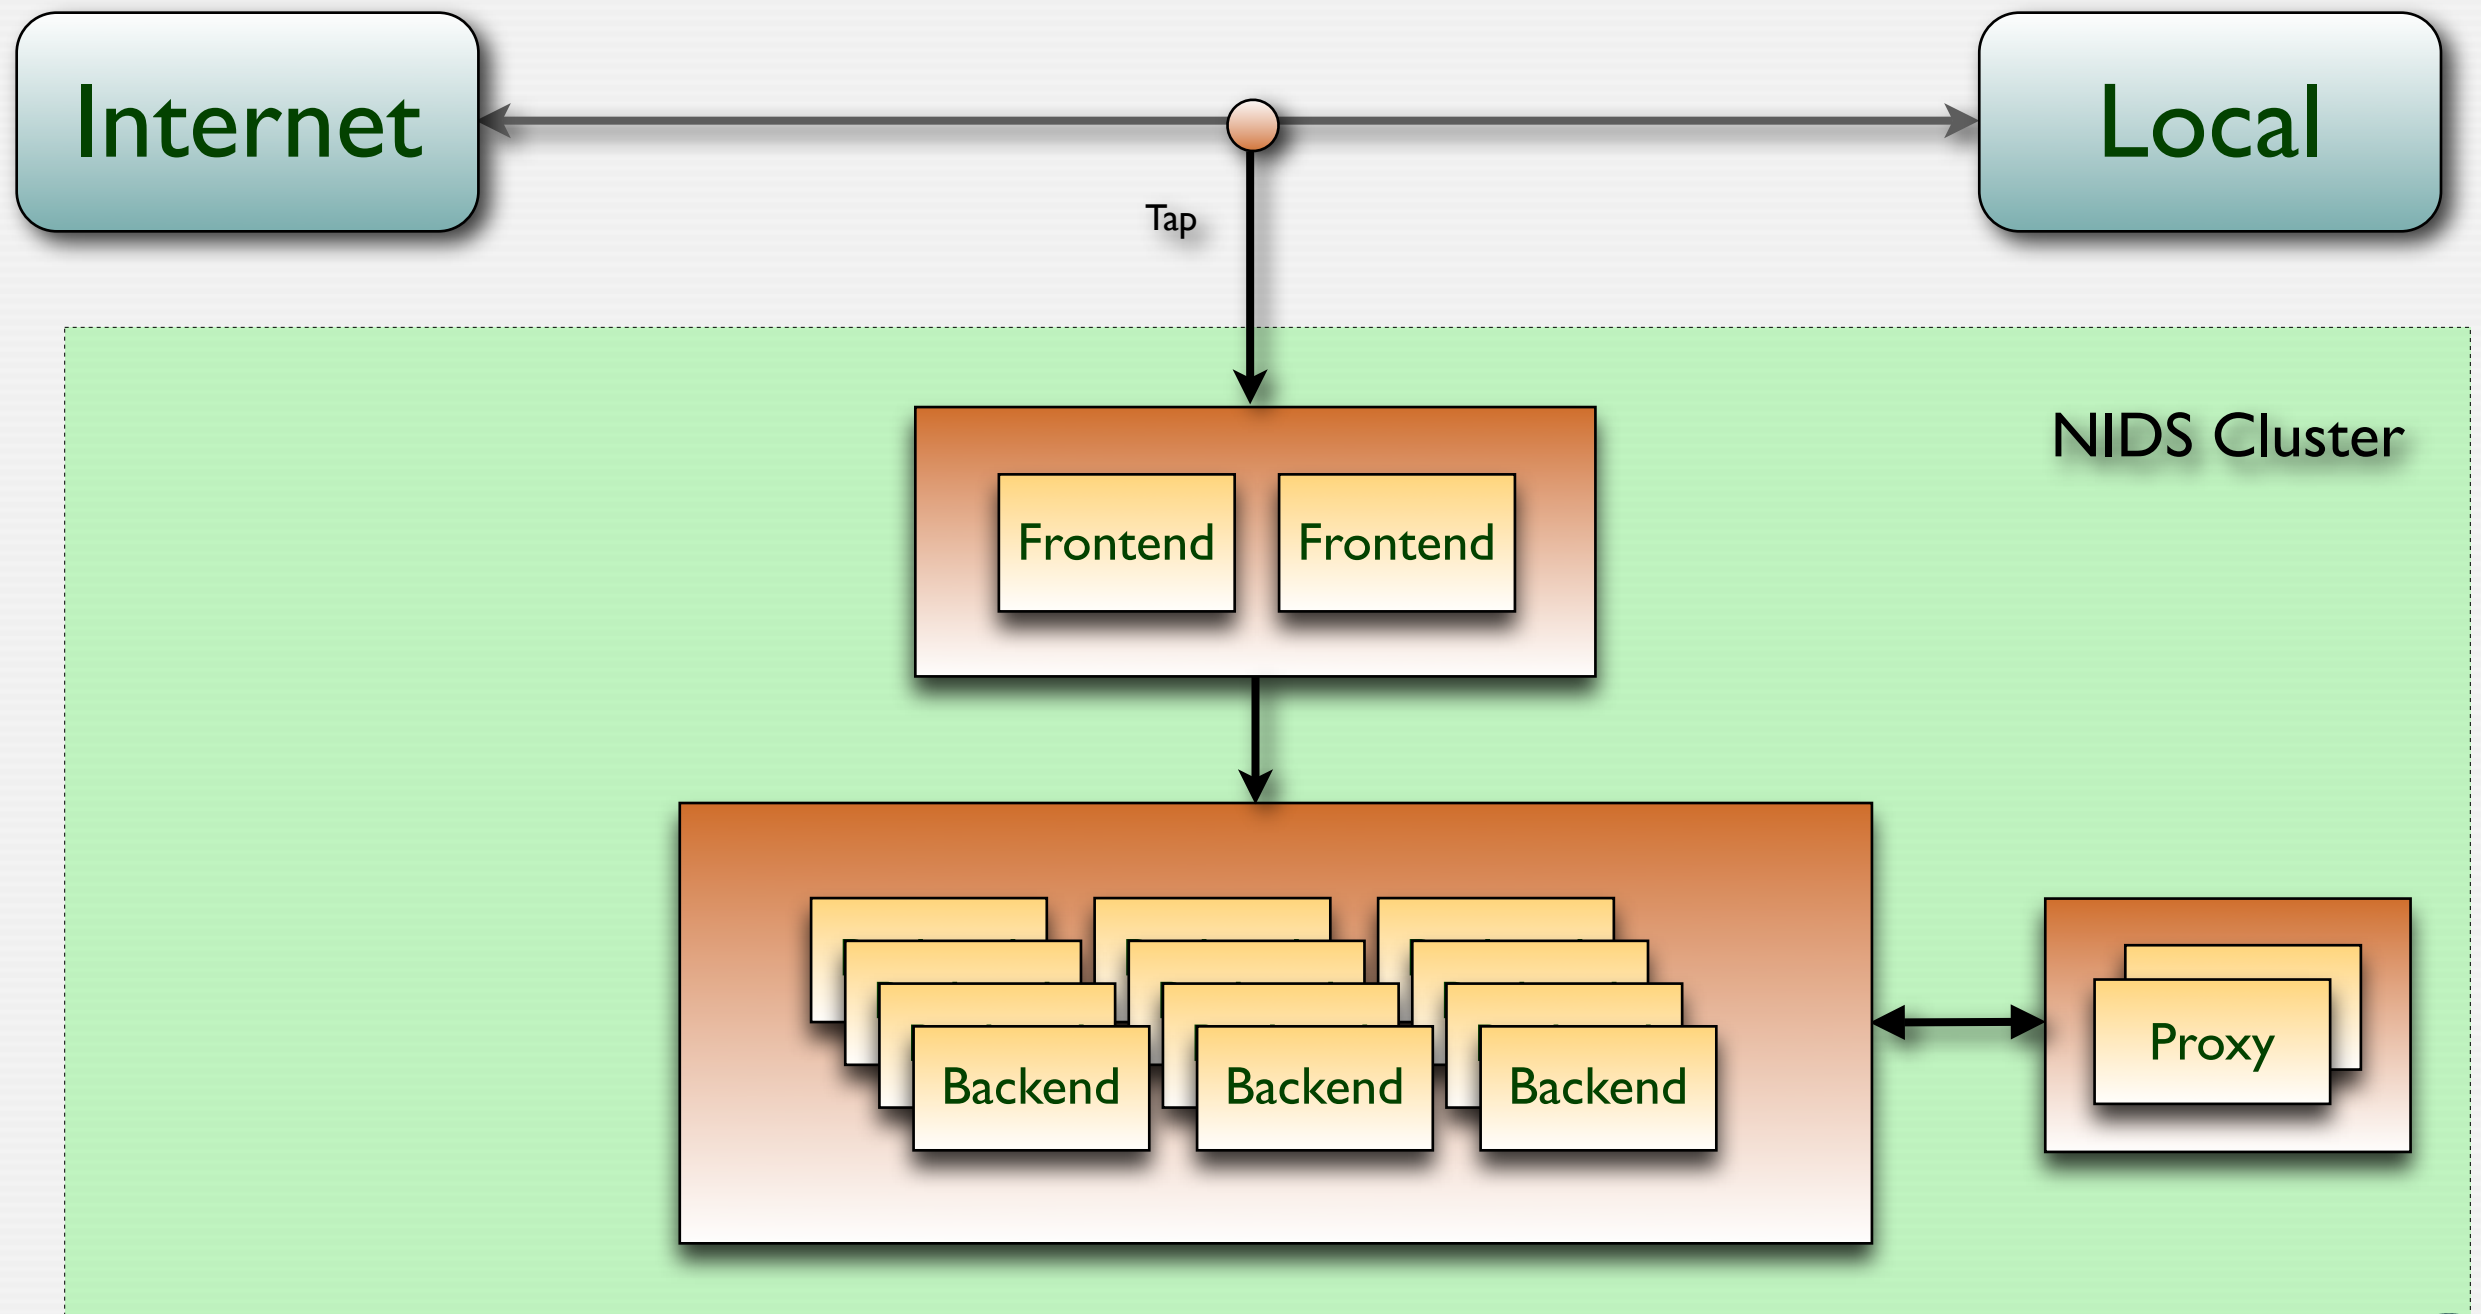 Internet
Local
Tap
NIDS Cluster
Frontend Frontend
Backend Backend Backend
Proxy